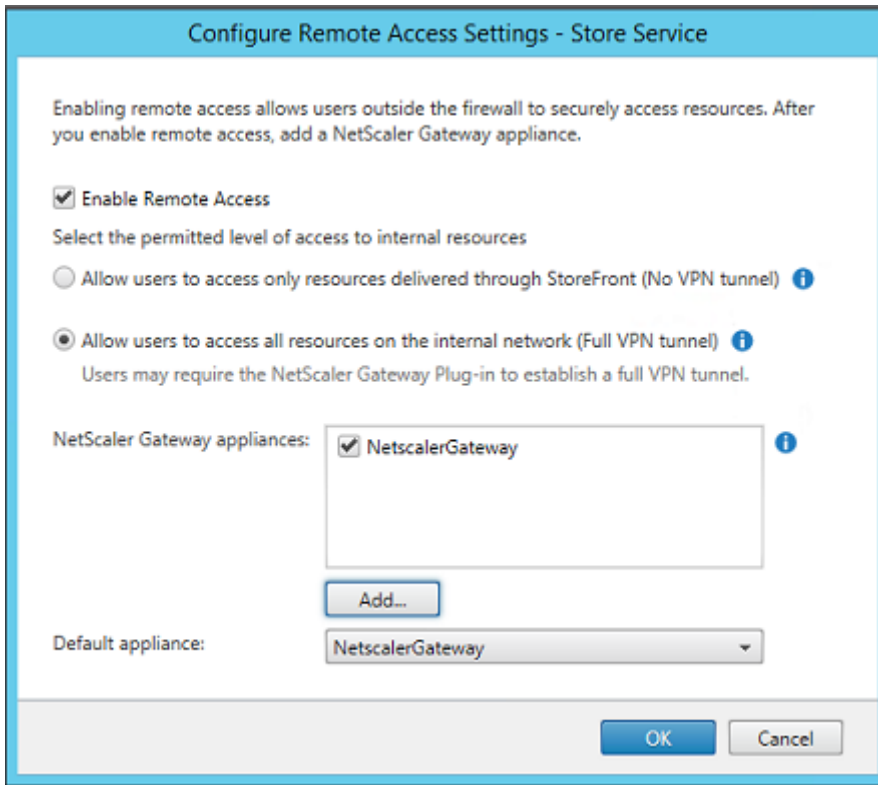 Configure Remote Access Settings - Store Service
Enabling remote access allows users outside the firewall to securely access resources. After
you enable remote access, add a NetScaler Gateway appliance.
Enable Remote Access
Select the permitted level of access to internal resources
Allow users to access only resources delivered through StoreFront (No VPN tunnel)
Allow users to access all resources on the internal network (Full VPN tunnel)
Users may require the NetScaler Gateway Plug-in to establish a full VPN tunnel.
NetScaler Gateway appliances:
NetscalerGateway
Add...
Default appliance:
NetscalerGateway
OK
Cancel